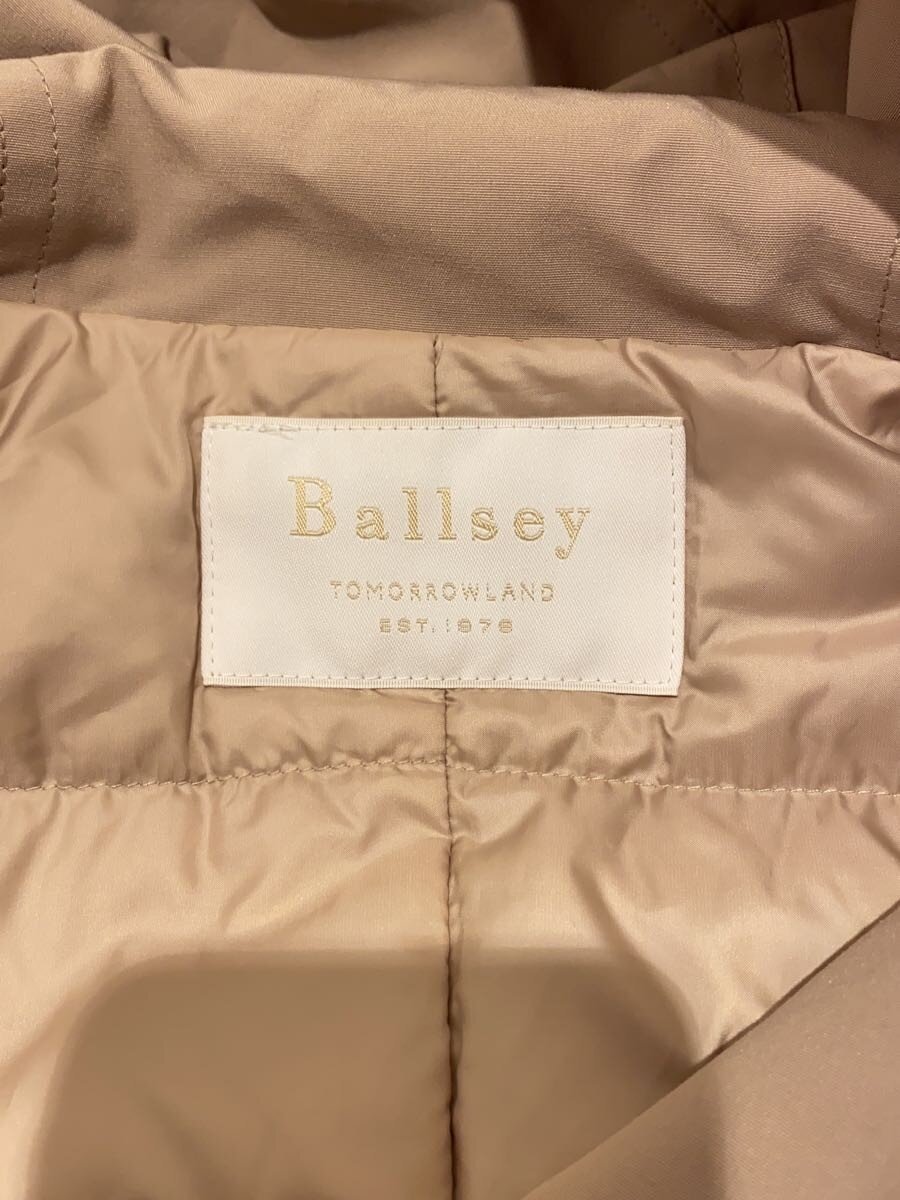 Ballsey
TOMORROWLAND
EST. 1978